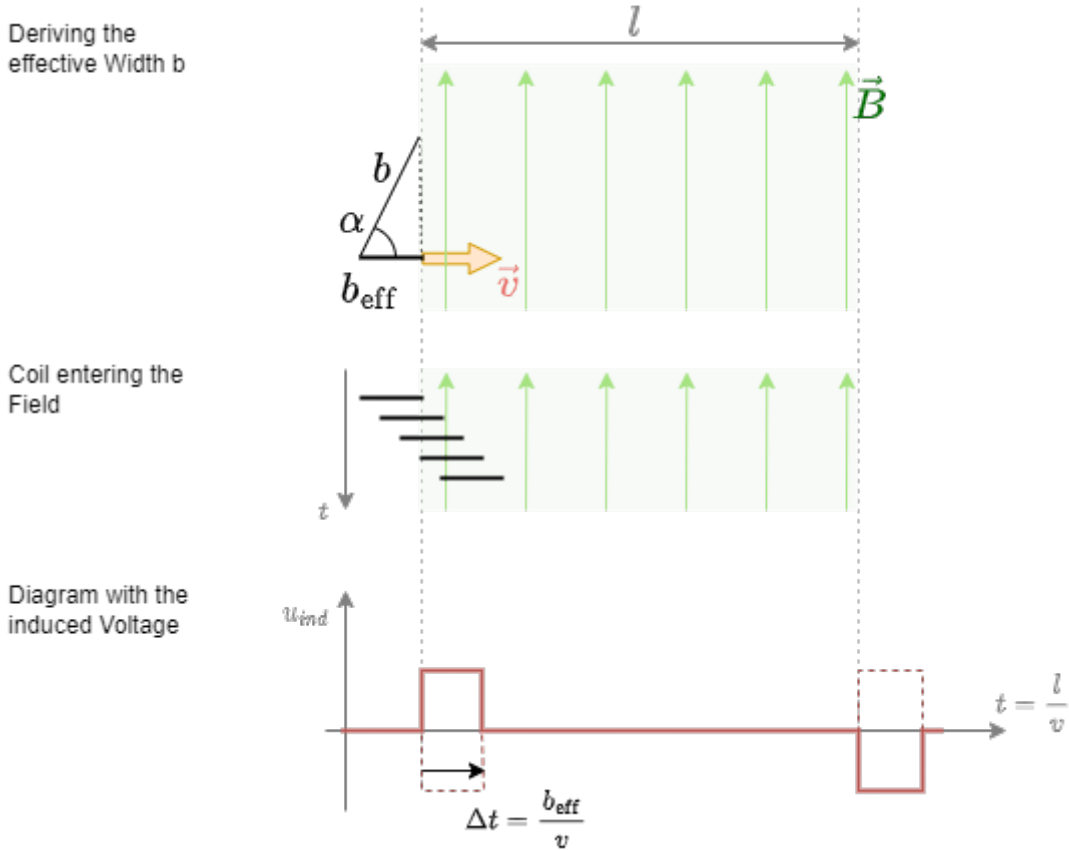 Deriving the
effective Width b
l
B⃗
b
α
b_eff
v⃗
Coil entering the
Field
t
Diagram with the
induced Voltage
u_ind
t = l/v
Δt = b_eff/v